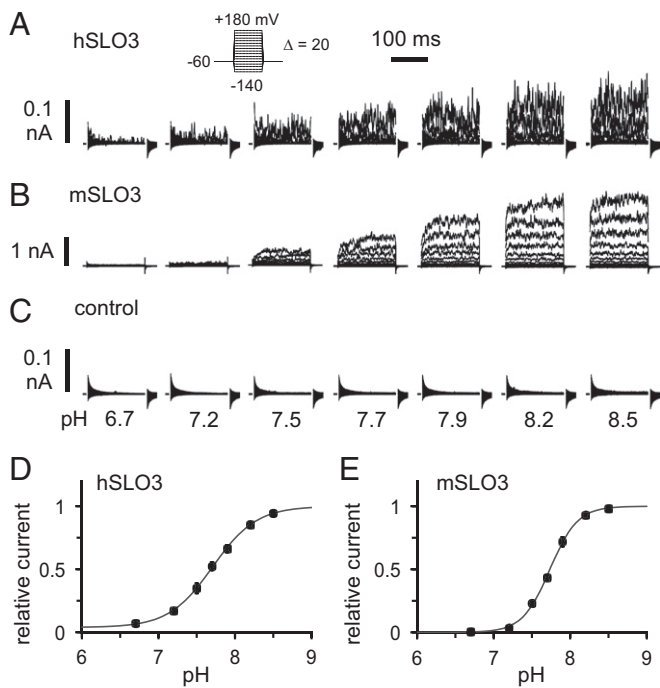 A
hSLO3
+180 mV
Δ = 20
-60
-140
100 ms
0.1
nA
B
mSLO3
1 nA
C
control
0.1
nA
pH 6.7 7.2 7.5 7.7 7.9 8.2 8.5
D
hSLO3
relative current
1
0.5
0
6 7 8 9
pH
E
mSLO3
relative current
1
0.5
0
6 7 8 9
pH